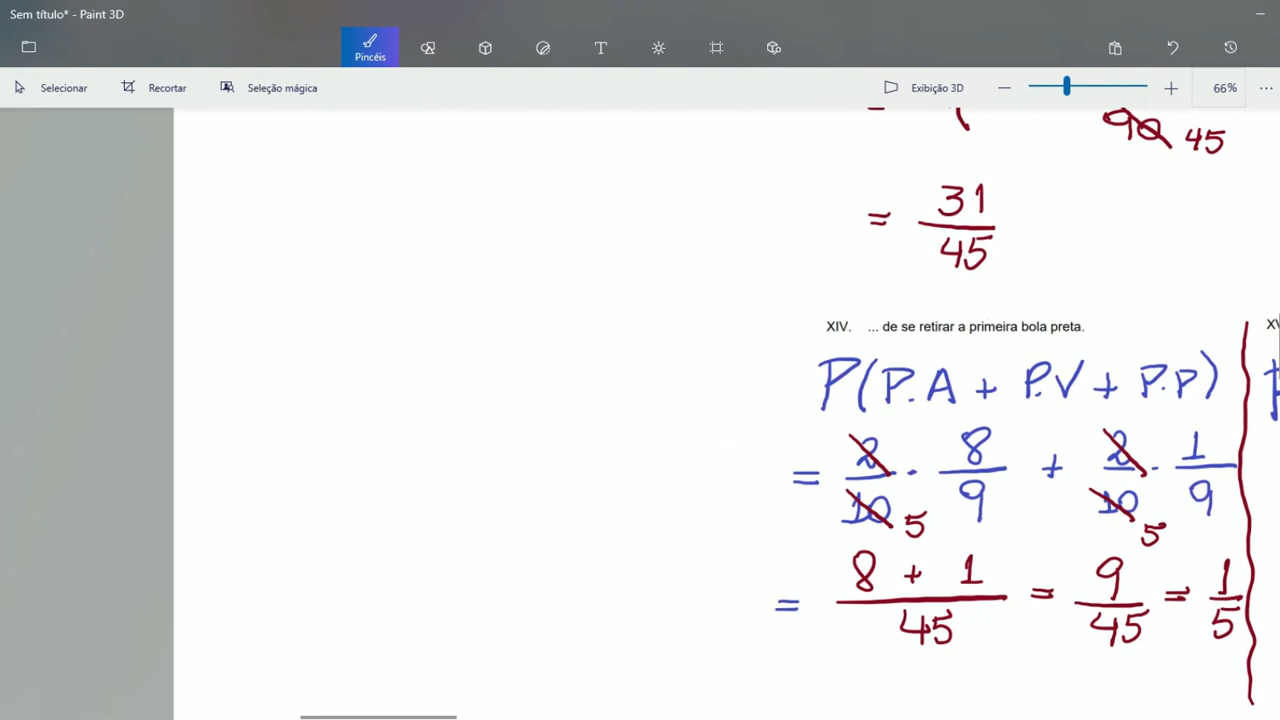 Sem título* - Paint 3D
Pincéis
Selecionar Recortar Seleção mágica Exibição 3D 66%
90 45
= 31/45
XIV. ... de se retirar a primeira bola preta.
P(P.A + P.V + P.P)
= 2/10 5 · 8/9 + 2/10 5 · 1/9
= 8 + 1/45 = 9/45 = 1/5